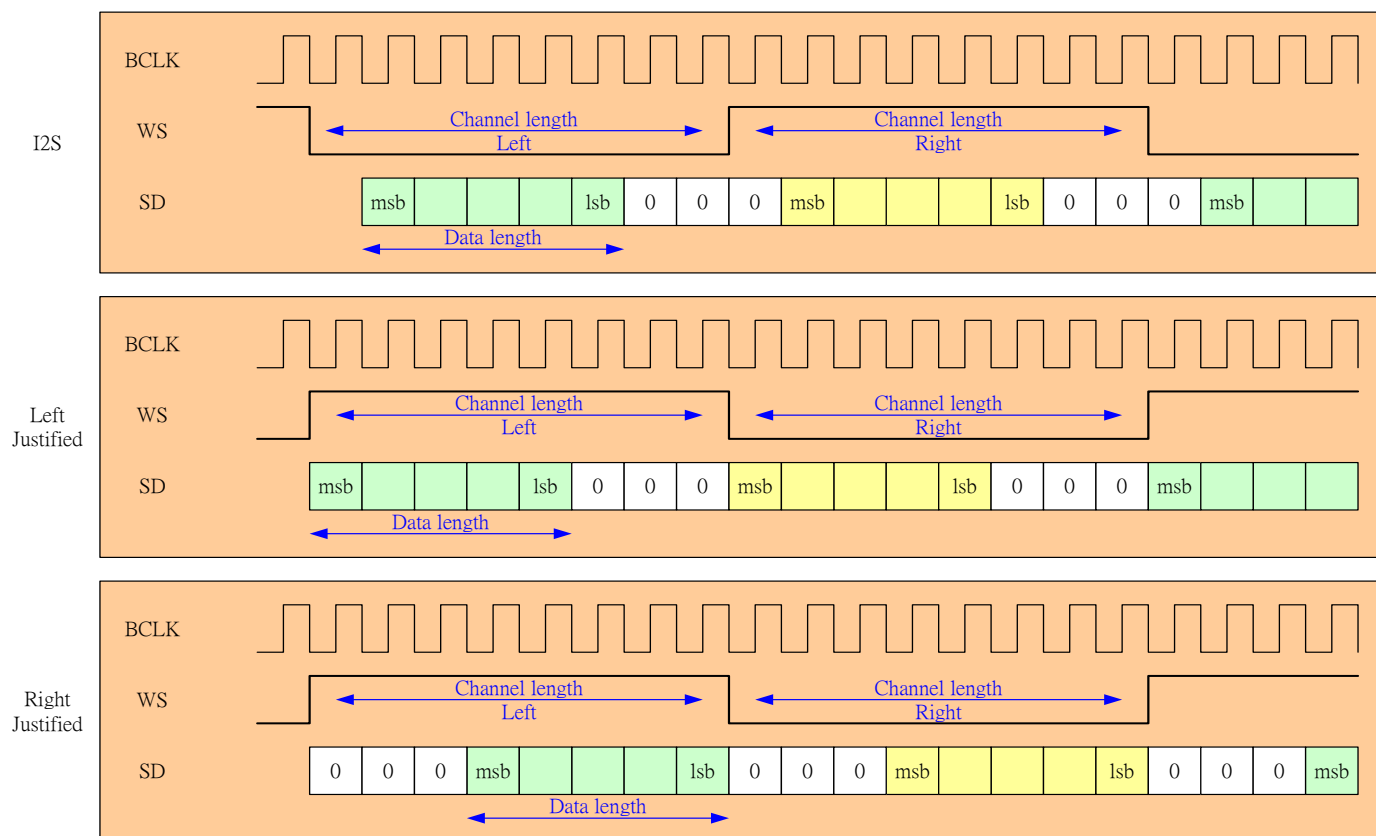 BCLK
I2S
WS
Channel length
Left
Channel length
Right
SD
msb lsb 0 0 0 msb lsb 0 0 0 msb
Data length
BCLK
Left
Justified
WS
Channel length
Left
Channel length
Right
SD
msb lsb 0 0 0 msb lsb 0 0 0 msb
Data length
BCLK
Right
Justified
WS
Channel length
Left
Channel length
Right
SD
0 0 0 msb lsb 0 0 0 msb lsb 0 0 0 msb
Data length